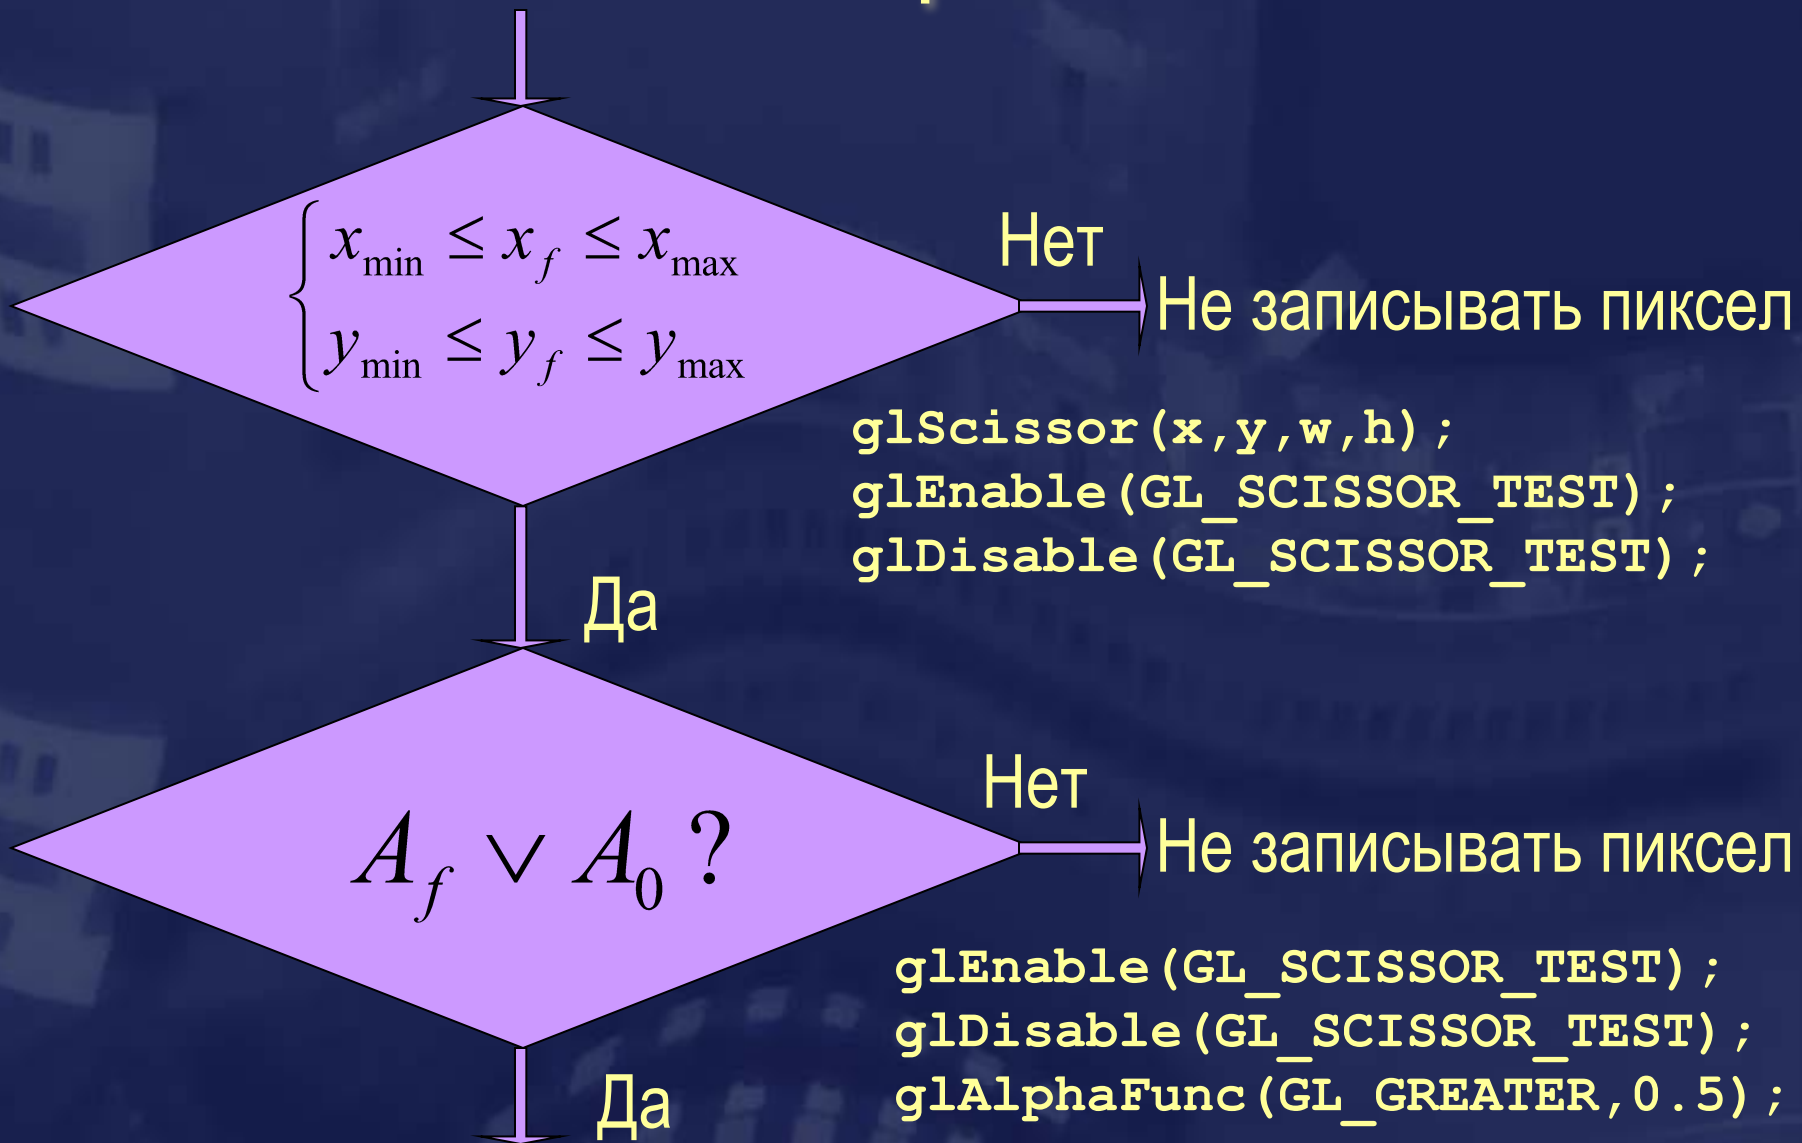 x_min ≤ x_f ≤ x_max
y_min ≤ y_f ≤ y_max
Нет
Не записывать пиксел
glScissor(x,y,w,h);
glEnable(GL_SCISSOR_TEST);
glDisable(GL_SCISSOR_TEST);
Да
A_f ∨ A_0 ?
Нет
Не записывать пиксел
glEnable(GL_SCISSOR_TEST);
glDisable(GL_SCISSOR_TEST);
glAlphaFunc(GL_GREATER,0.5);
Да